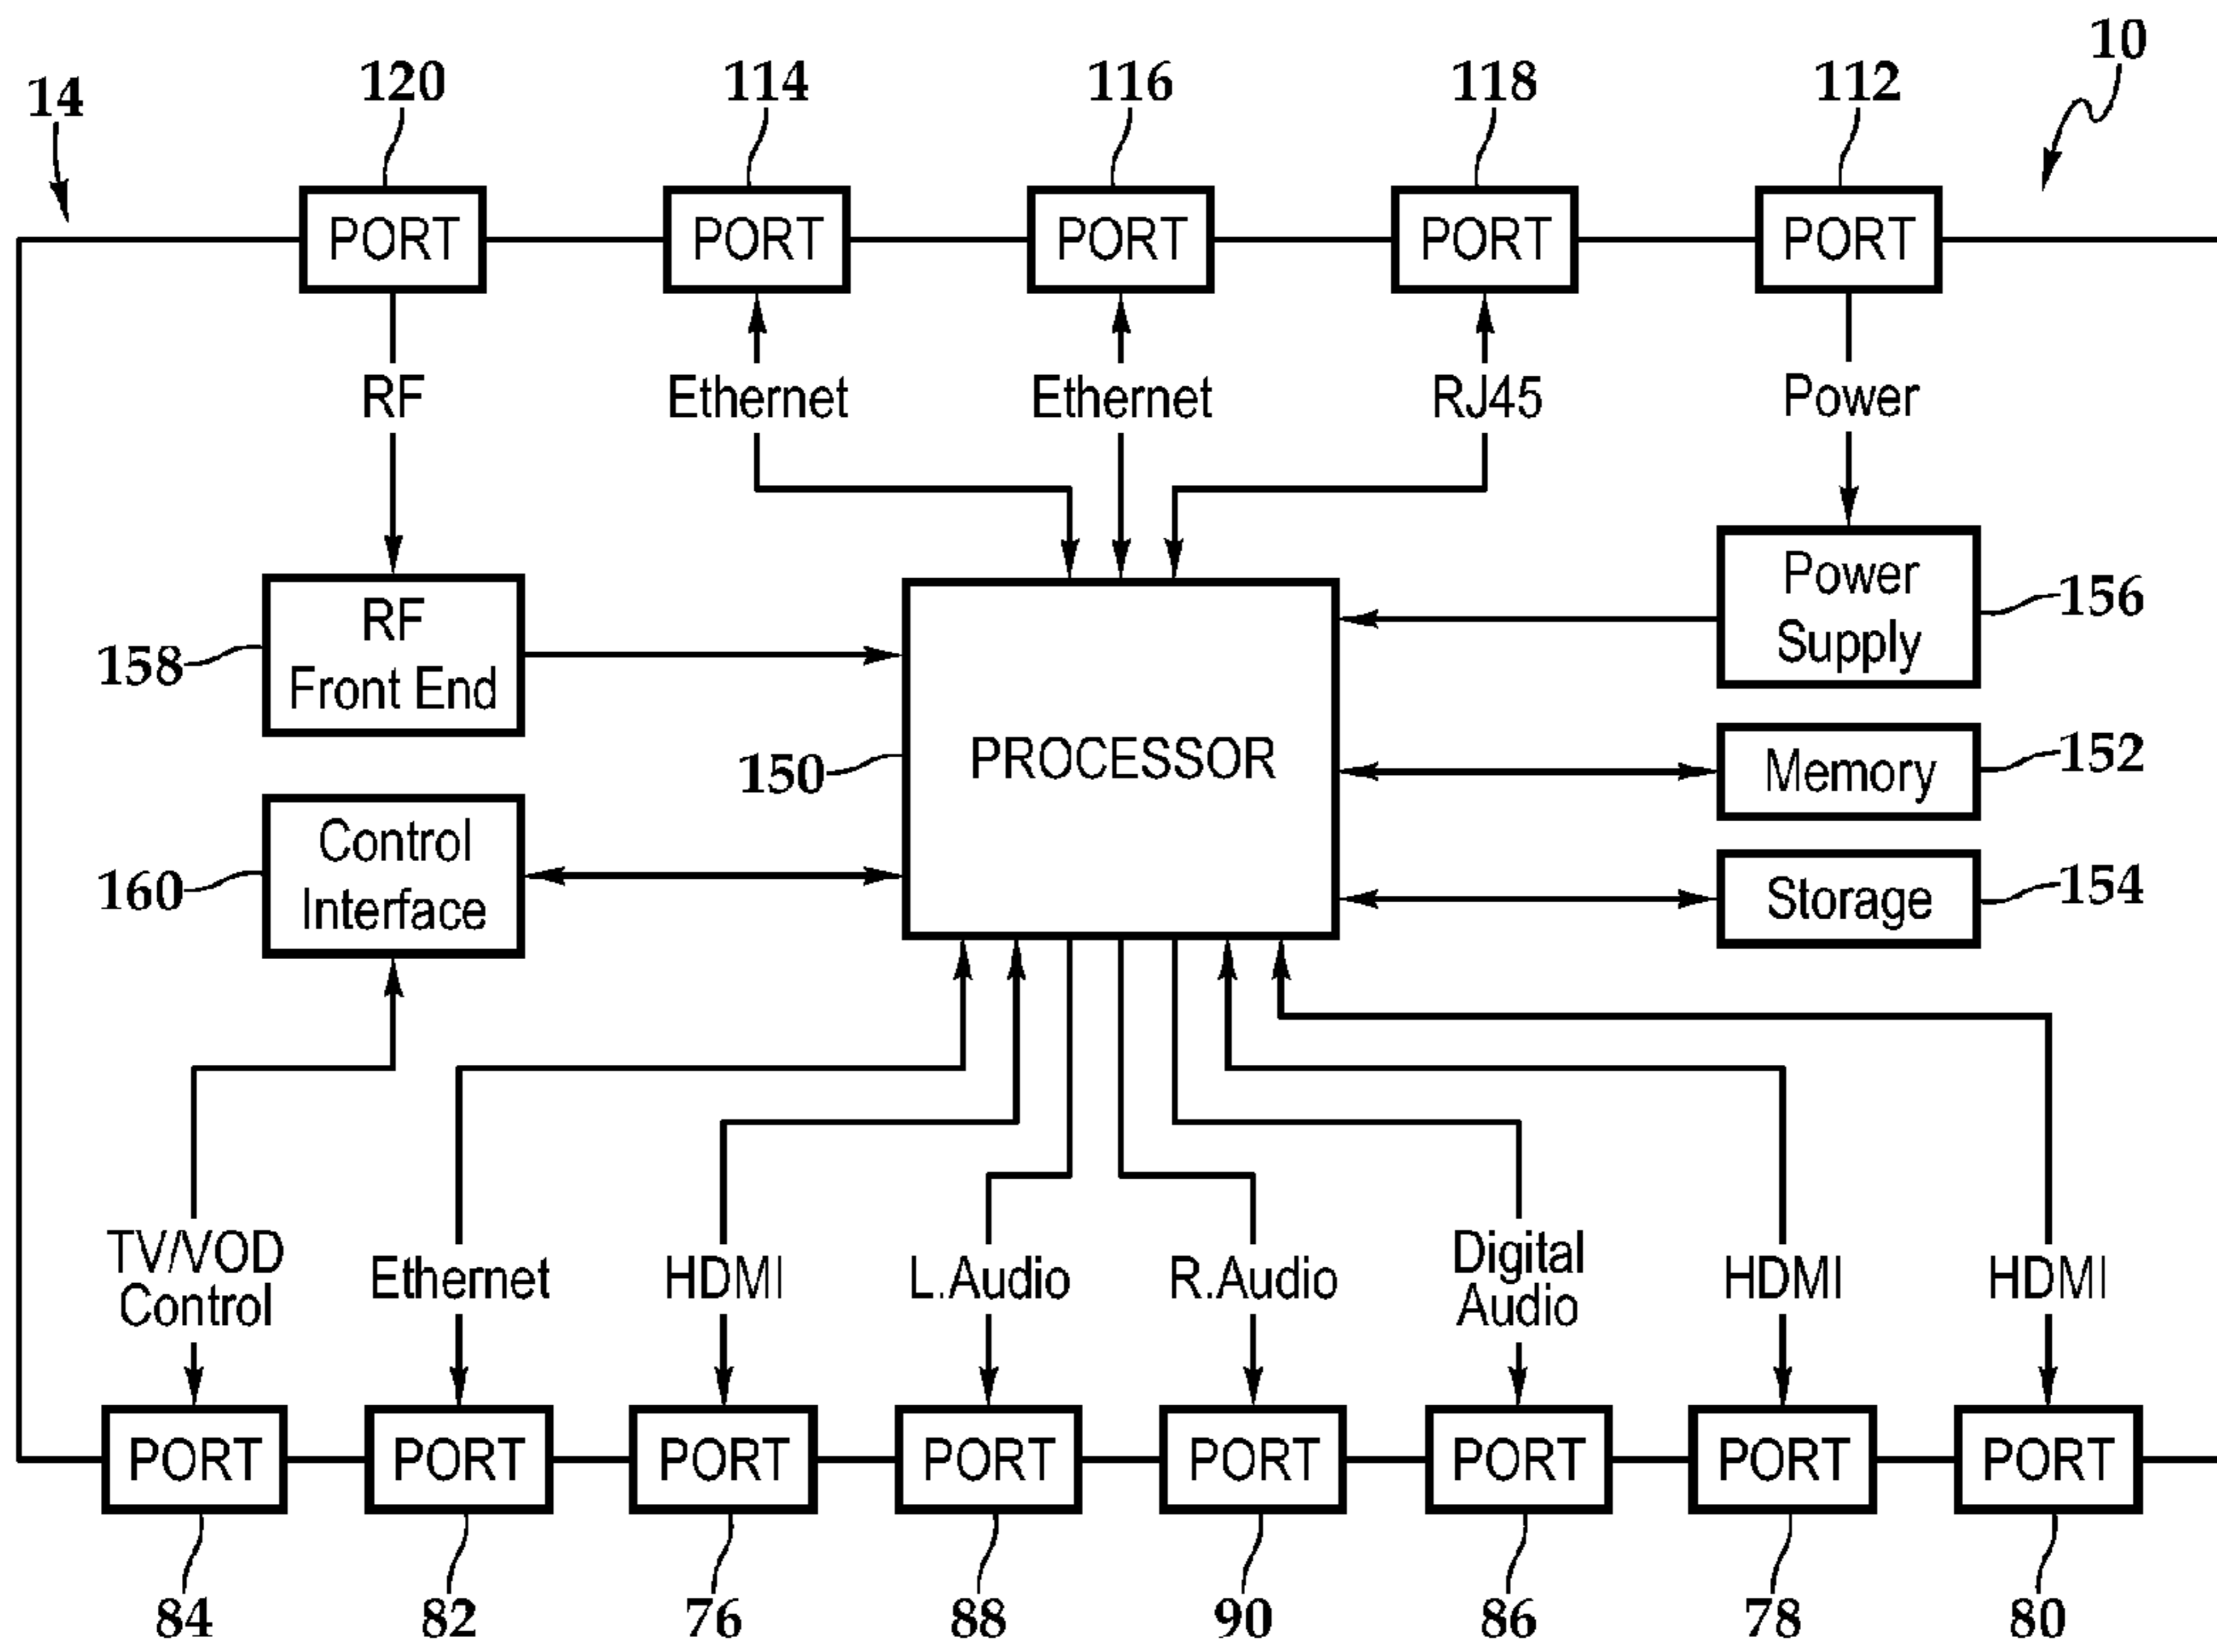 10
14
120
114
116
118
112
PORT
PORT
PORT
PORT
PORT
RF
Ethernet
Ethernet
RJ45
Power
RF
Front End
158
Power
Supply
156
PROCESSOR
150
Memory
152
Control
Interface
160
Storage
154
TV/VOD
Control
Ethernet
HDMI
L.Audio
R.Audio
Digital
Audio
HDMI
HDMI
PORT
PORT
PORT
PORT
PORT
PORT
PORT
PORT
84
82
76
88
90
86
78
80